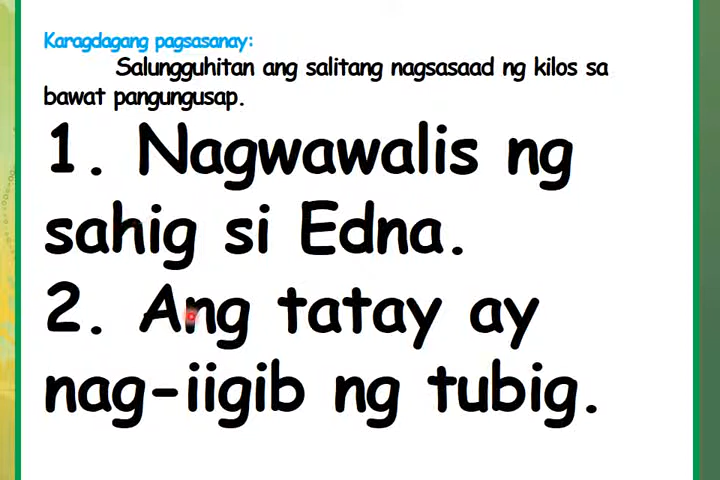 Karagdagang pagsasanay:
Salungguhitan ang salitang nagsasaad ng kilos sa
bawat pangungusap.
1. Nagwawalis ng
sahig si Edna.
2. Ang tatay ay
nag-iigib ng tubig.